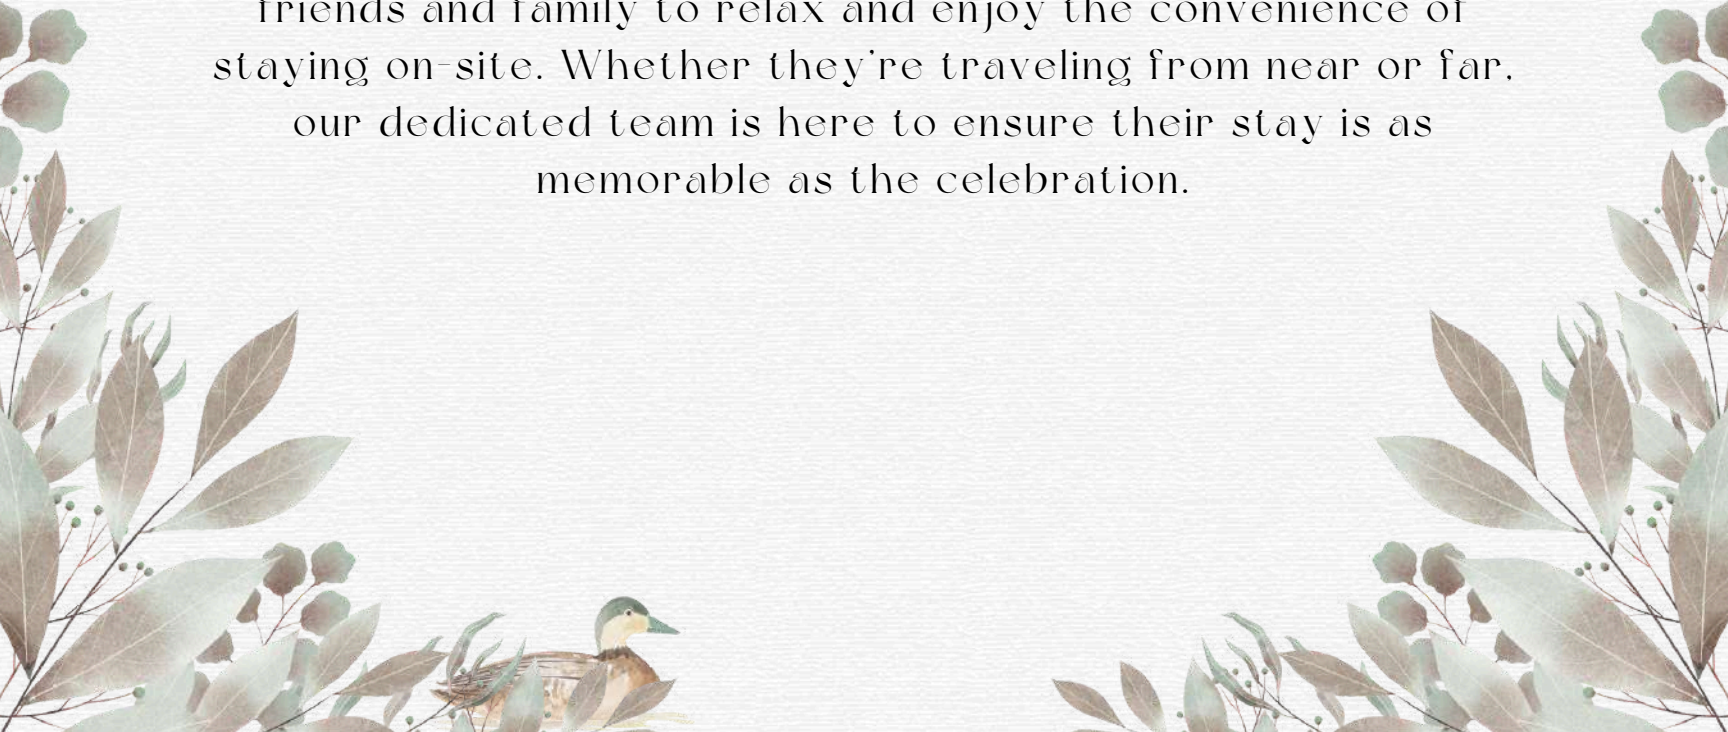 friends and family to relax and enjoy the convenience of
staying on-site. Whether they're traveling from near or far,
our dedicated team is here to ensure their stay is as
memorable as the celebration.